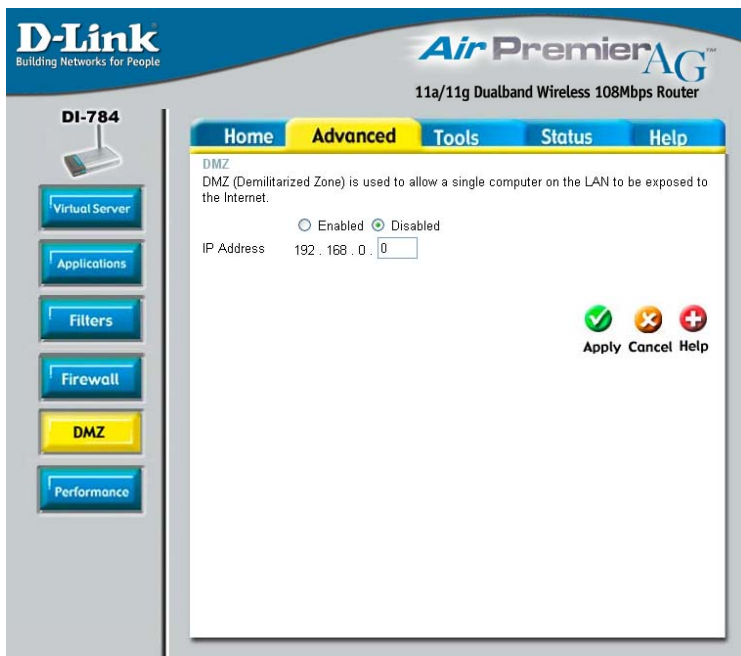 D-Link
Building Networks for People
Air PremierAG™
11a/11g Dualband Wireless 108Mbps Router
DI-784
Home Advanced Tools Status Help
Virtual Server
Applications
Filters
Firewall
DMZ
Performance
DMZ
DMZ (Demilitarized Zone) is used to allow a single computer on the LAN to be exposed to
the Internet.
Enabled Disabled
IP Address 192 . 168 . 0 . 0
Apply Cancel Help